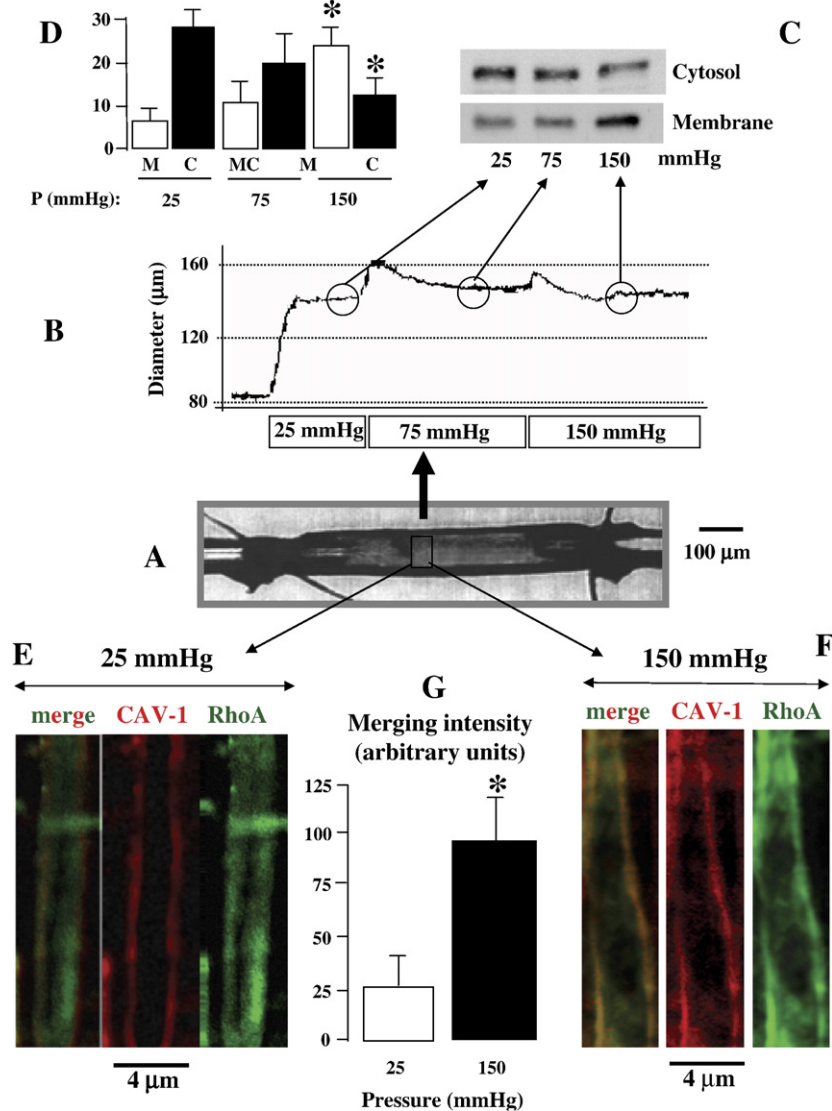 D
30
20
10
0
M C MC M C
P (mmHg): 25 75 150
* *
C
Cytosol
Membrane
25 75 150 mmHg
B
Diameter (μm)
160
120
80
25 mmHg 75 mmHg 150 mmHg
A
100 μm
E
25 mmHg
merge CAV-1 RhoA
4 μm
G
Merging intensity
(arbitrary units)
125
100
75
50
25
0
*
25 150
Pressure (mmHg)
F
150 mmHg
merge CAV-1 RhoA
4 μm